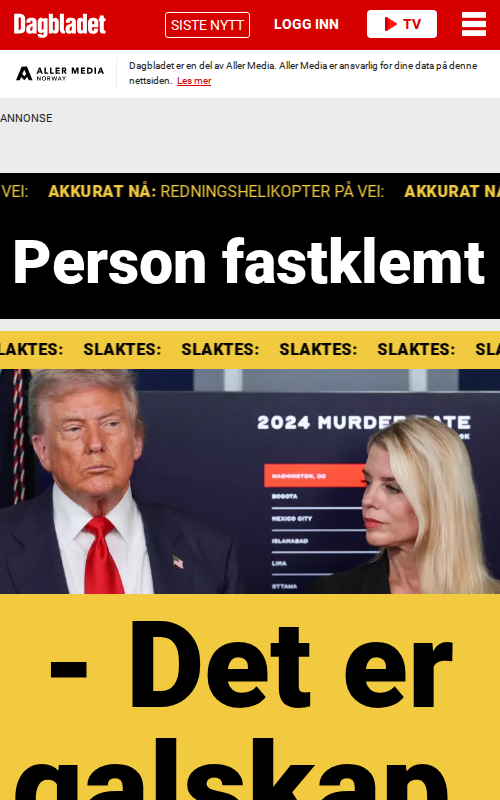 Dagbladet
SISTE NYTT
LOGG INN
TV
ALLER MEDIA
NORWAY
Dagbladet er en del av Aller Media. Aller Media er ansvarlig for dine data på denne
nettsiden. Les mer
ANNONSE
VEI: AKKURAT NÅ: REDNINGSHELIKOPTER PÅ VEI: AKKURAT NÅ
Person fastklemt
LAKTES: SLAKTES: SLAKTES: SLAKTES: SLAKTES: SLA
2024 MURDER RATE
WASHINGTON, DC
BOGOTA
MEXICO CITY
ISLAMABAD
LIMA
OTTAWA
- Det er
galskap